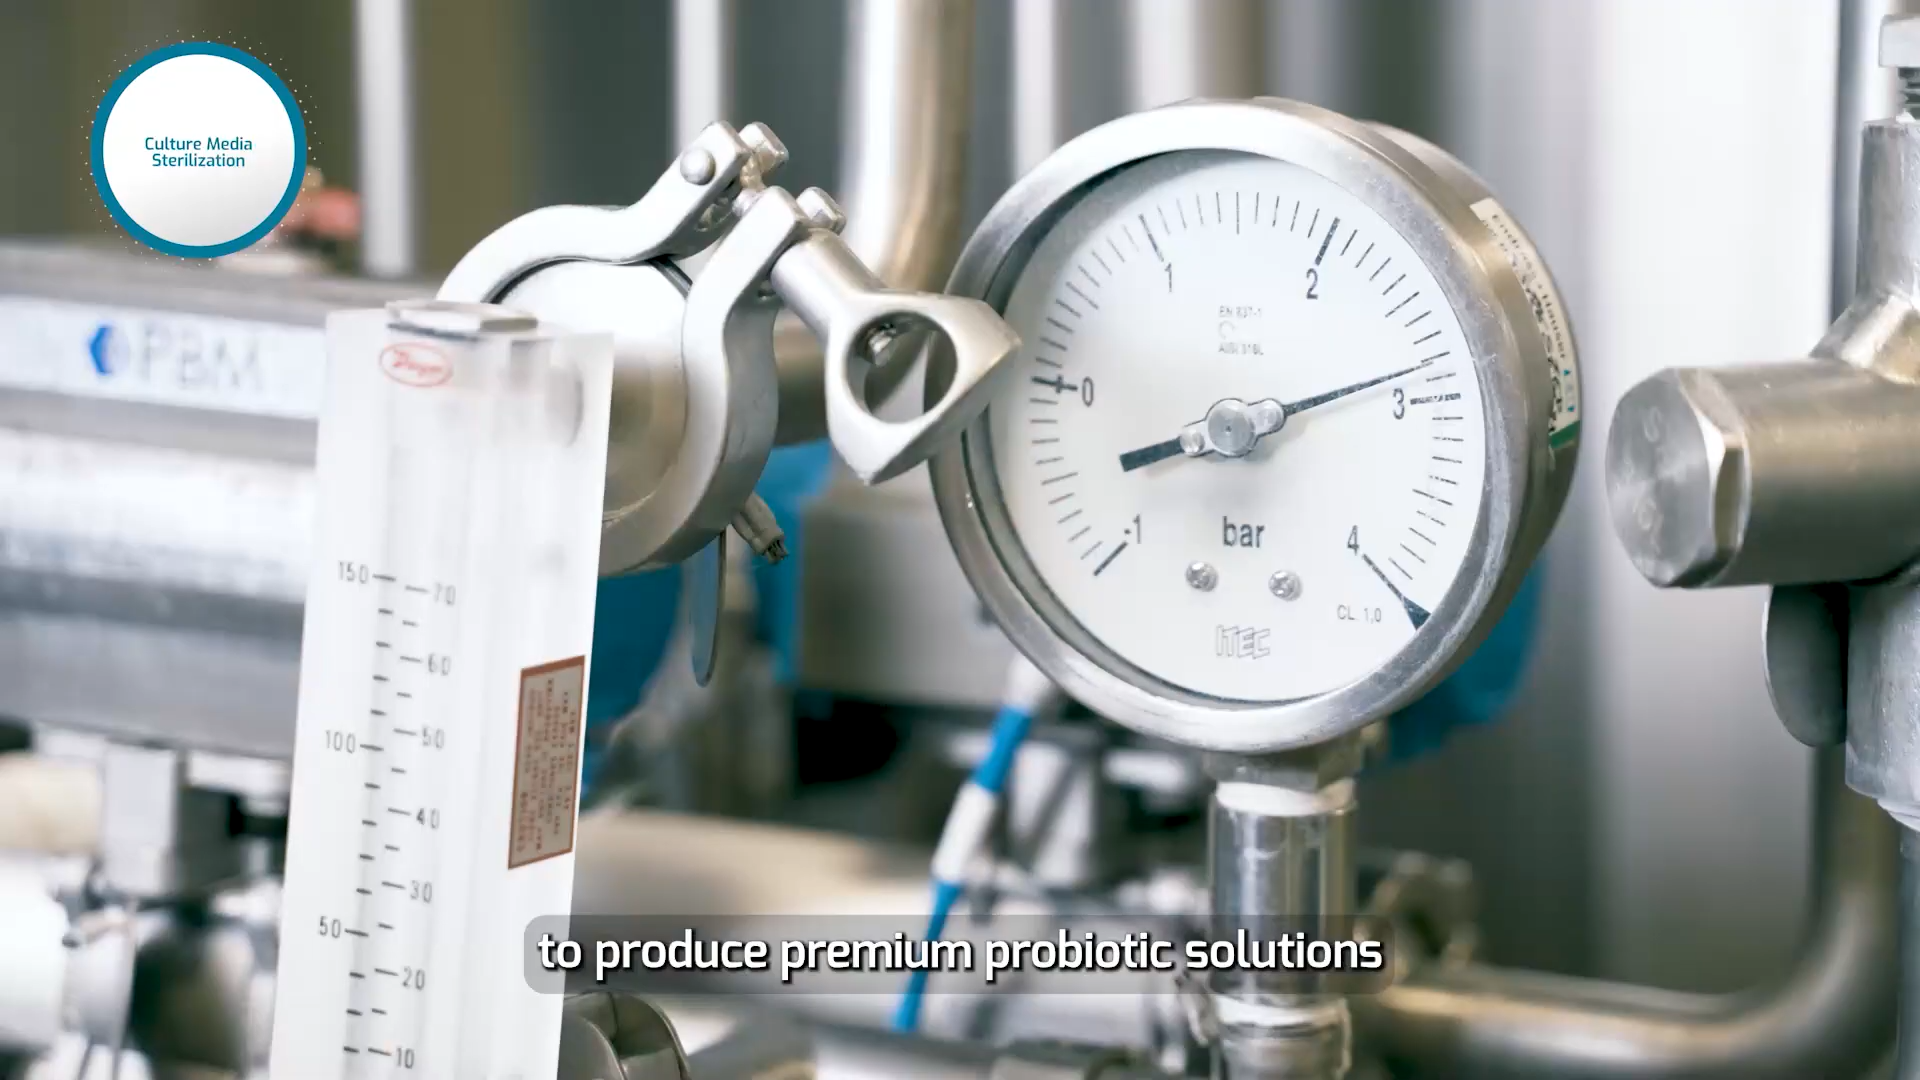 Culture Media
Sterilization
PBM
Dwyer
150
70
60
100
50
40
30
50
20
10
1
2
0
3
-1
4
EN 837-1
AISI 316L
bar
CL. 1,0
ITEC
to produce premium probiotic solutions